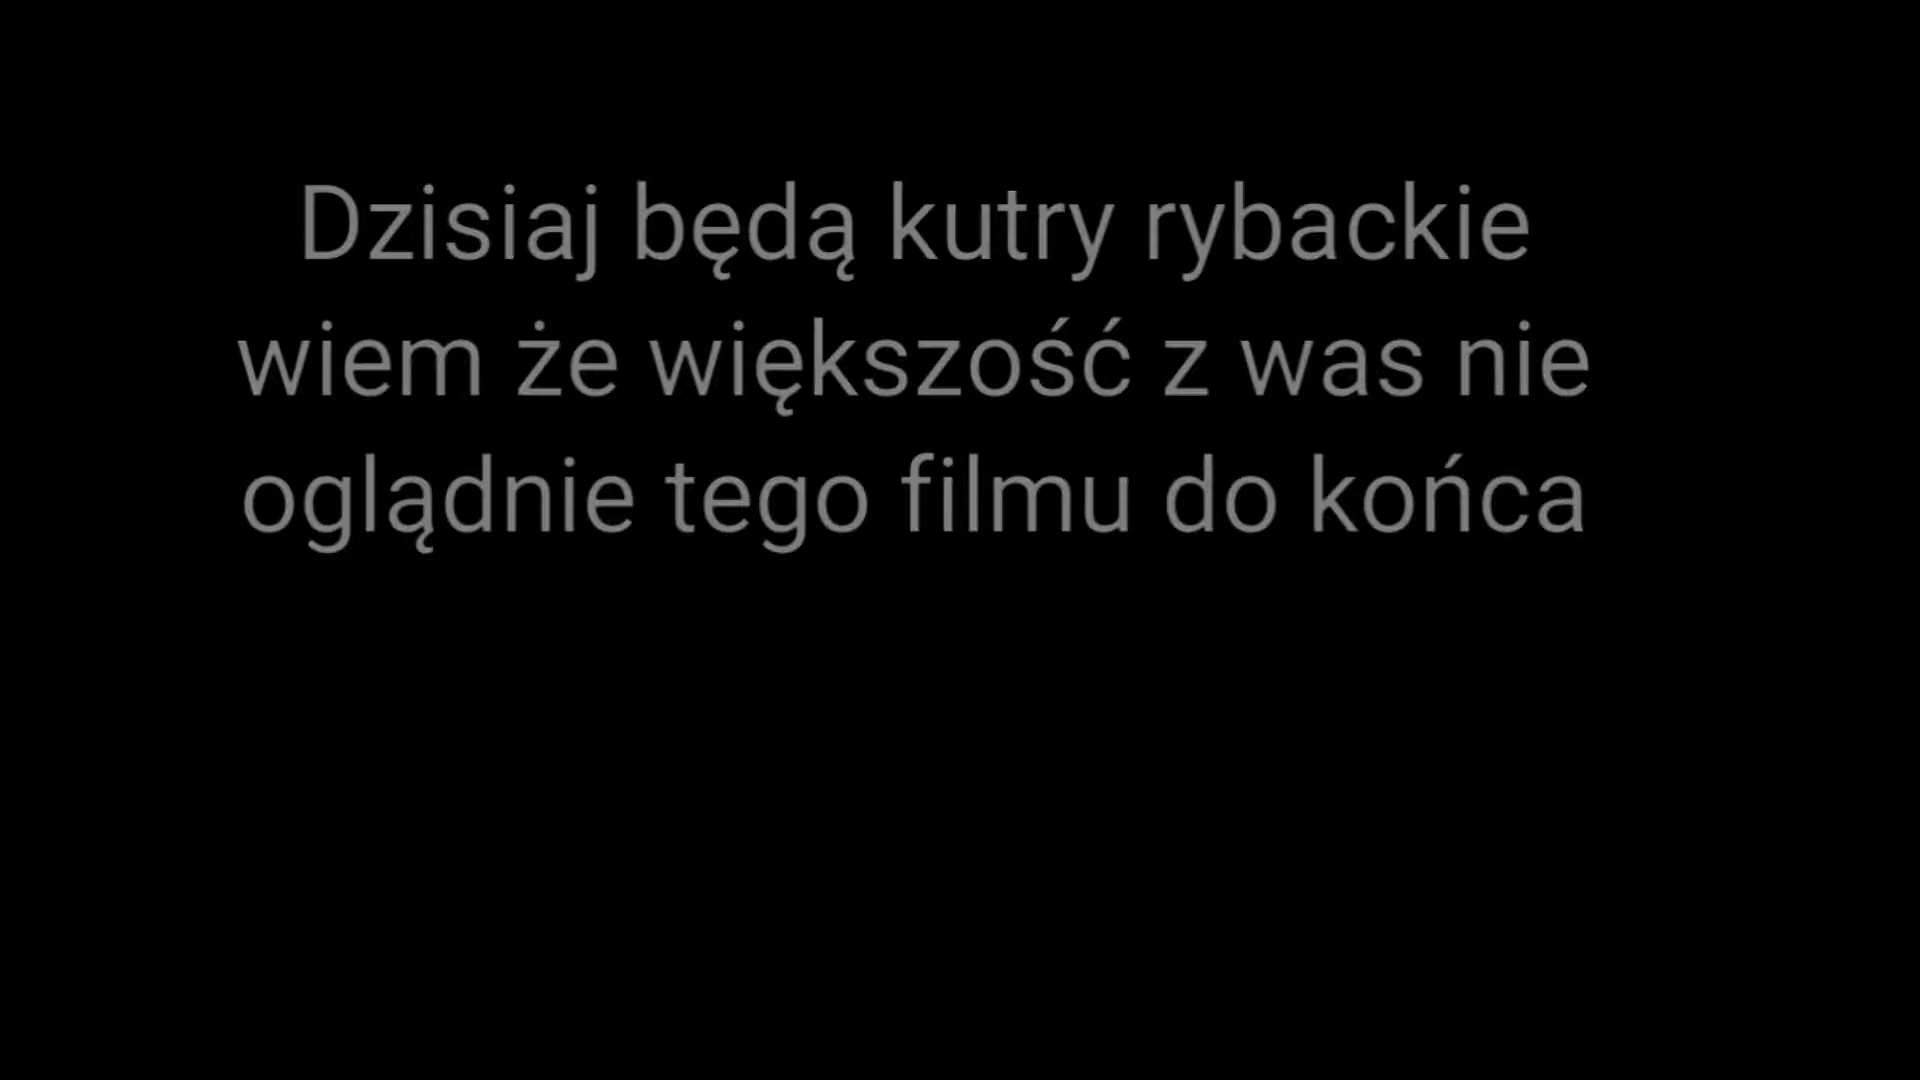 Dzisiaj będą kutry rybackie
wiem że większość z was nie
oglądnie tego filmu do końca